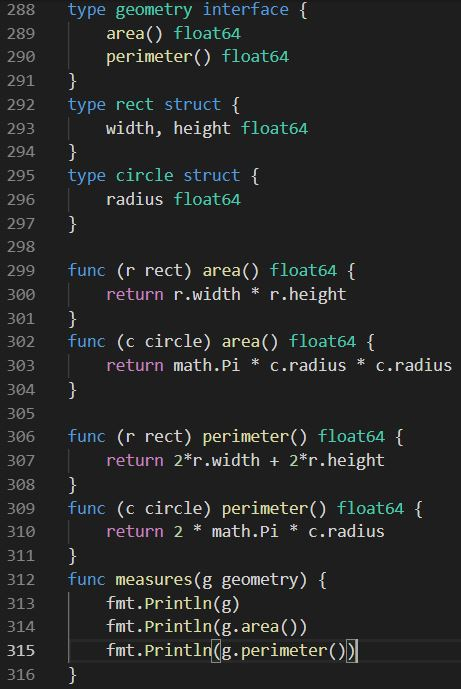 288 type geometry interface {
289     area() float64
290     perimeter() float64
291 }
292 type rect struct {
293     width, height float64
294 }
295 type circle struct {
296     radius float64
297 }
298
299 func (r rect) area() float64 {
300     return r.width * r.height
301 }
302 func (c circle) area() float64 {
303     return math.Pi * c.radius * c.radius
304 }
305
306 func (r rect) perimeter() float64 {
307     return 2*r.width + 2*r.height
308 }
309 func (c circle) perimeter() float64 {
310     return 2 * math.Pi * c.radius
311 }
312 func measures(g geometry) {
313     fmt.Println(g)
314     fmt.Println(g.area())
315     fmt.Println(g.perimeter())
316 }